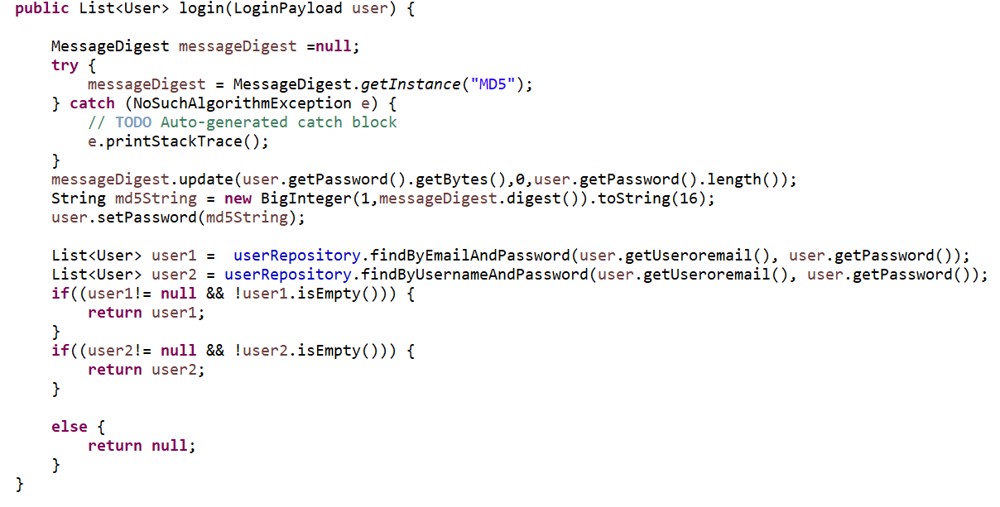 public List<User> login(LoginPayload user) {
MessageDigest messageDigest =null;
try {
messageDigest = MessageDigest.getInstance("MD5");
} catch (NoSuchAlgorithmException e) {
// TODO Auto-generated catch block
e.printStackTrace();
}
messageDigest.update(user.getPassword().getBytes(),0,user.getPassword().length());
String md5String = new BigInteger(1,messageDigest.digest()).toString(16);
user.setPassword(md5String);
List<User> user1 =  userRepository.findByEmailAndPassword(user.getUseroremail(), user.getPassword());
List<User> user2 = userRepository.findByUsernameAndPassword(user.getUseroremail(), user.getPassword());
if((user1!= null && !user1.isEmpty())) {
return user1;
}
if((user2!= null && !user2.isEmpty())) {
return user2;
}
else {
return null;
}
}